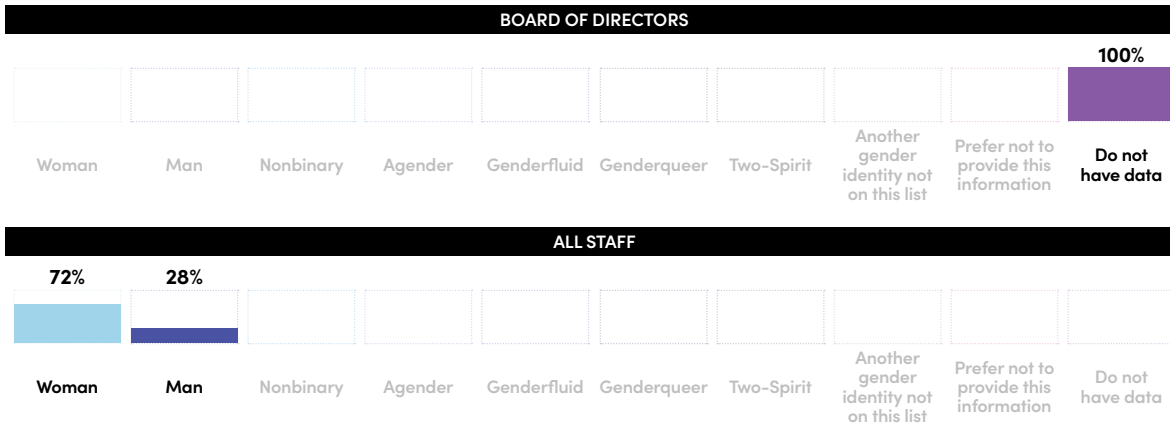 BOARD OF DIRECTORS
100%
Woman
Man
Nonbinary
Agender
Genderfluid
Genderqueer
Two-Spirit
Another
gender
identity not
on this list
Prefer not to
provide this
information
Do not
have data
ALL STAFF
72%
28%
Woman
Man
Nonbinary
Agender
Genderfluid
Genderqueer
Two-Spirit
Another
gender
identity not
on this list
Prefer not to
provide this
information
Do not
have data